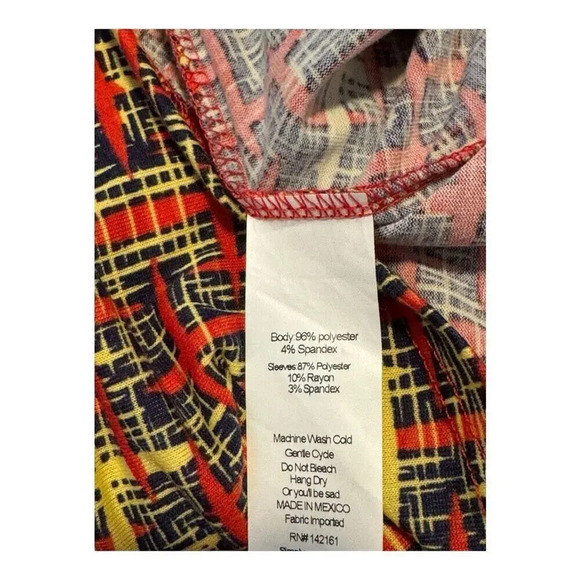 Body:96% polyester
4% Spandex
Sleeves:87% Polyester
10% Rayon
3% Spandex
Machine Wash Cold
Gentle Cycle
Do Not Bleach
Hang Dry
Or you'll be sad
MADE IN MEXICO
Fabric Imported
RN# 142161